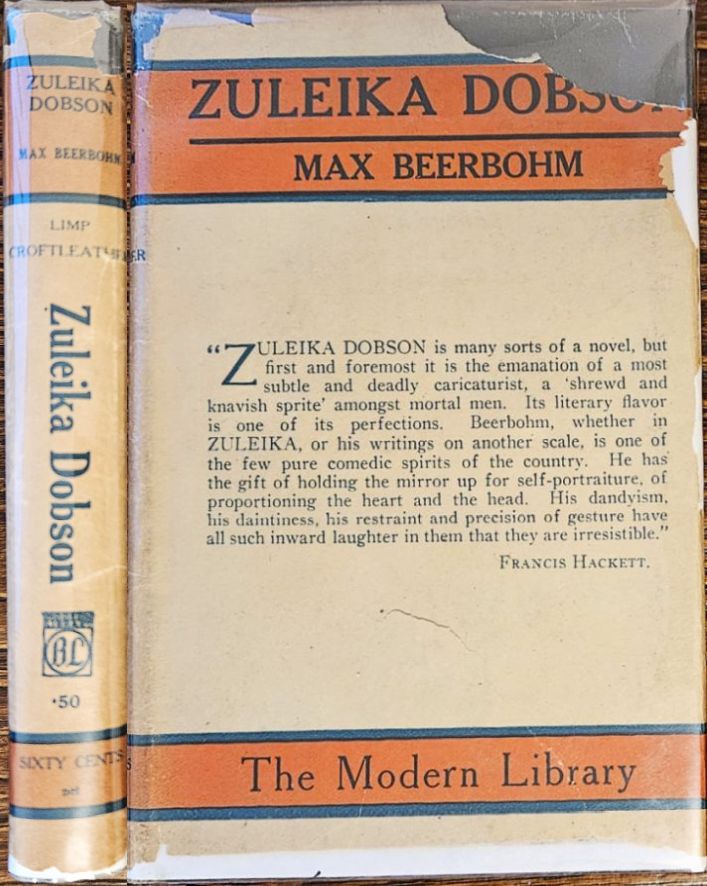 ZULEIKA
DOBSON
MAX BEERBOHM
LIMP
CROFTLEATHER
Zuleika Dobson
BL
·50
SIXTY CENTS
net
ZULEIKA DOBSON
MAX BEERBOHM
“ZULEIKA DOBSON is many sorts of a novel, but
first and foremost it is the emanation of a most
subtle and deadly caricaturist, a ‘shrewd and
knavish sprite’ amongst mortal men. Its literary flavor
is one of its perfections. Beerbohm, whether in
ZULEIKA, or his writings on another scale, is one of
the few pure comedic spirits of the country. He has
the gift of holding the mirror up for self-portraiture, of
proportioning the heart and the head. His dandyism,
his daintiness, his restraint and precision of gesture have
all such inward laughter in them that they are irresistible.”
FRANCIS HACKETT.
The Modern Library